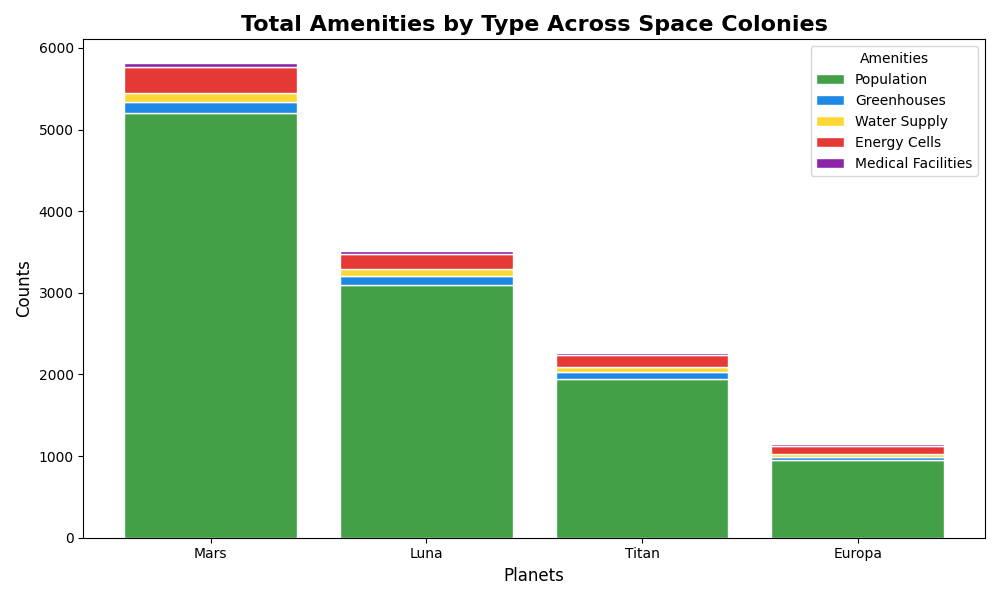 Total Amenities by Type Across Space Colonies
6000
5000
4000
3000
2000
1000
0
Counts
Amenities
Population
Greenhouses
Water Supply
Energy Cells
Medical Facilities
Mars
Luna
Titan
Europa
Planets